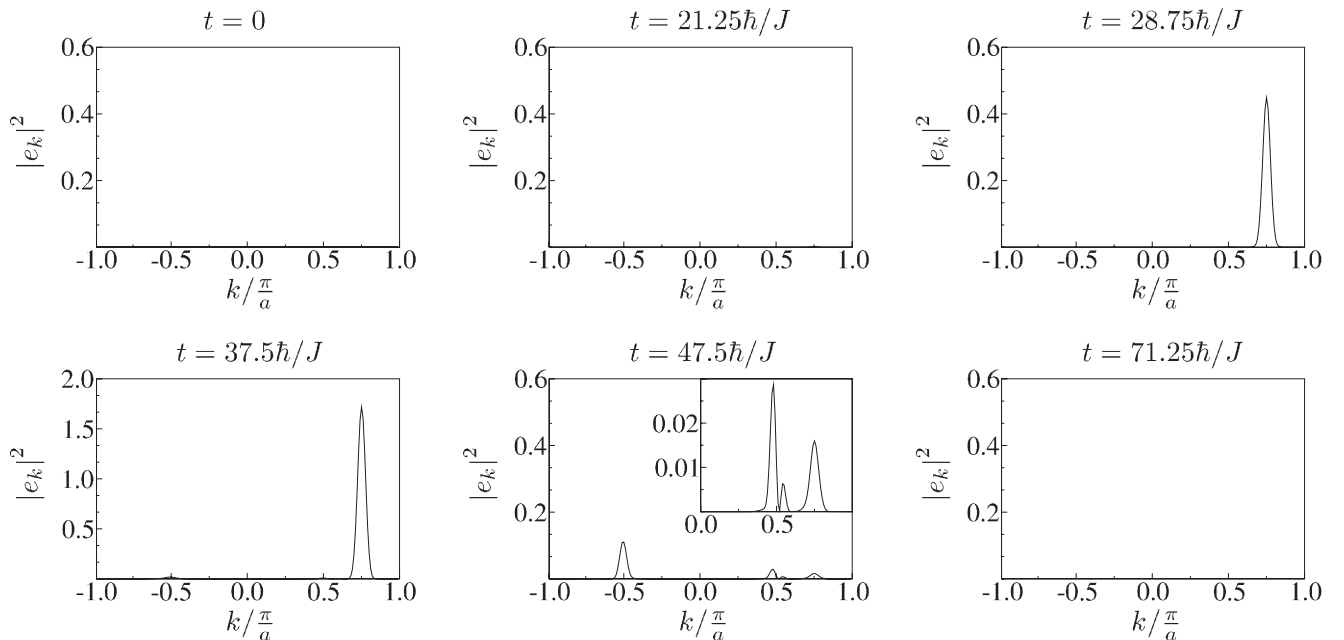 t = 0
0.6
0.4
0.2
|e_k|^2
-1.0 -0.5 0.0 0.5 1.0
k/\frac{π}{a}
t = 21.25ℏ/J
0.6
0.4
0.2
|e_k|^2
-1.0 -0.5 0.0 0.5 1.0
k/\frac{π}{a}
t = 28.75ℏ/J
0.6
0.4
0.2
|e_k|^2
-1.0 -0.5 0.0 0.5 1.0
k/\frac{π}{a}
t = 37.5ℏ/J
2.0
1.5
1.0
0.5
|e_k|^2
-1.0 -0.5 0.0 0.5 1.0
k/\frac{π}{a}
t = 47.5ℏ/J
0.6
0.4
0.2
|e_k|^2
0.02
0.01
0.0 0.5
-1.0 -0.5 0.0 0.5 1.0
k/\frac{π}{a}
t = 71.25ℏ/J
0.6
0.4
0.2
|e_k|^2
-1.0 -0.5 0.0 0.5 1.0
k/\frac{π}{a}